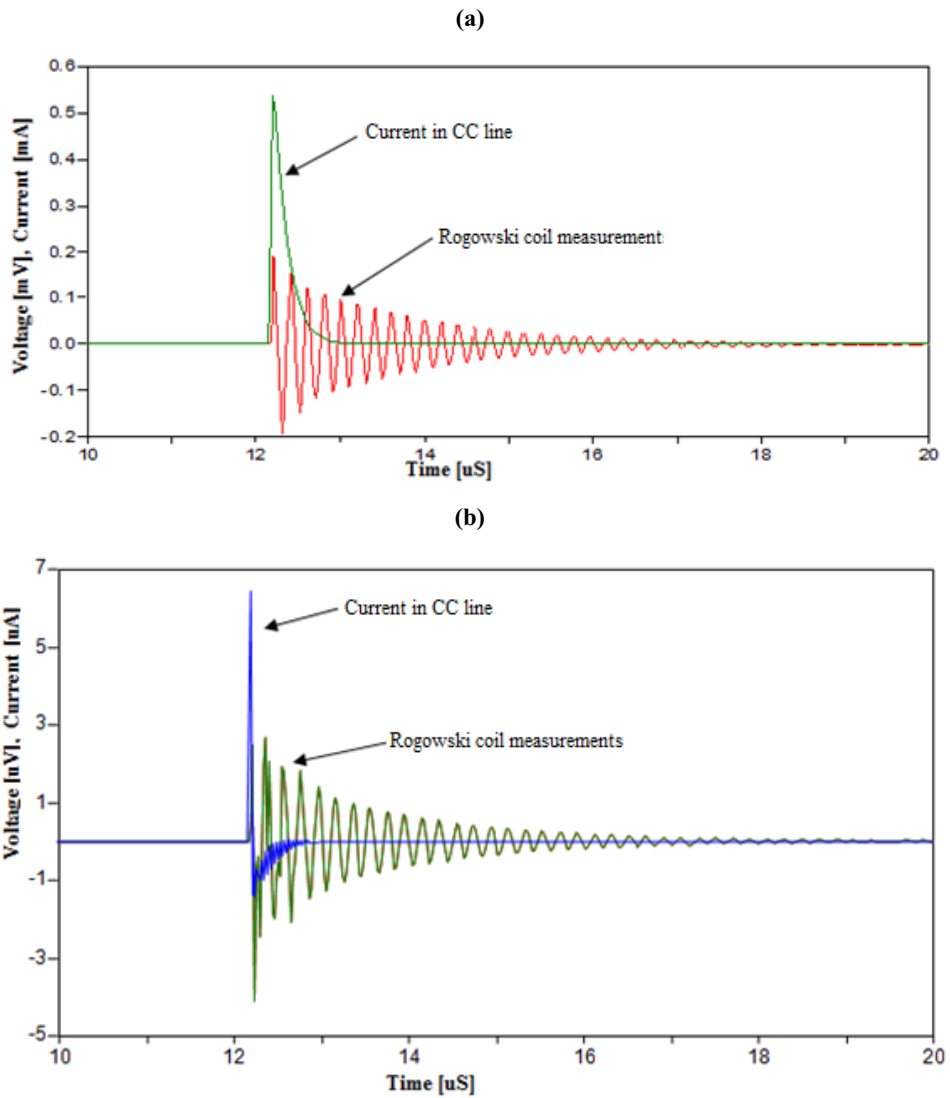 (a)
0.6
0.5
0.4
0.3
0.2
0.1
0.0
-0.1
-0.2
Voltage [mV], Current [mA]
Current in CC line
Rogowski coil measurement
10
12
14
16
18
20
Time [uS]
(b)
7
5
3
1
-1
-3
-5
Voltage [uV], Current [uA]
Current in CC line
Rogowski coil measurements
10
12
14
16
18
20
Time [uS]